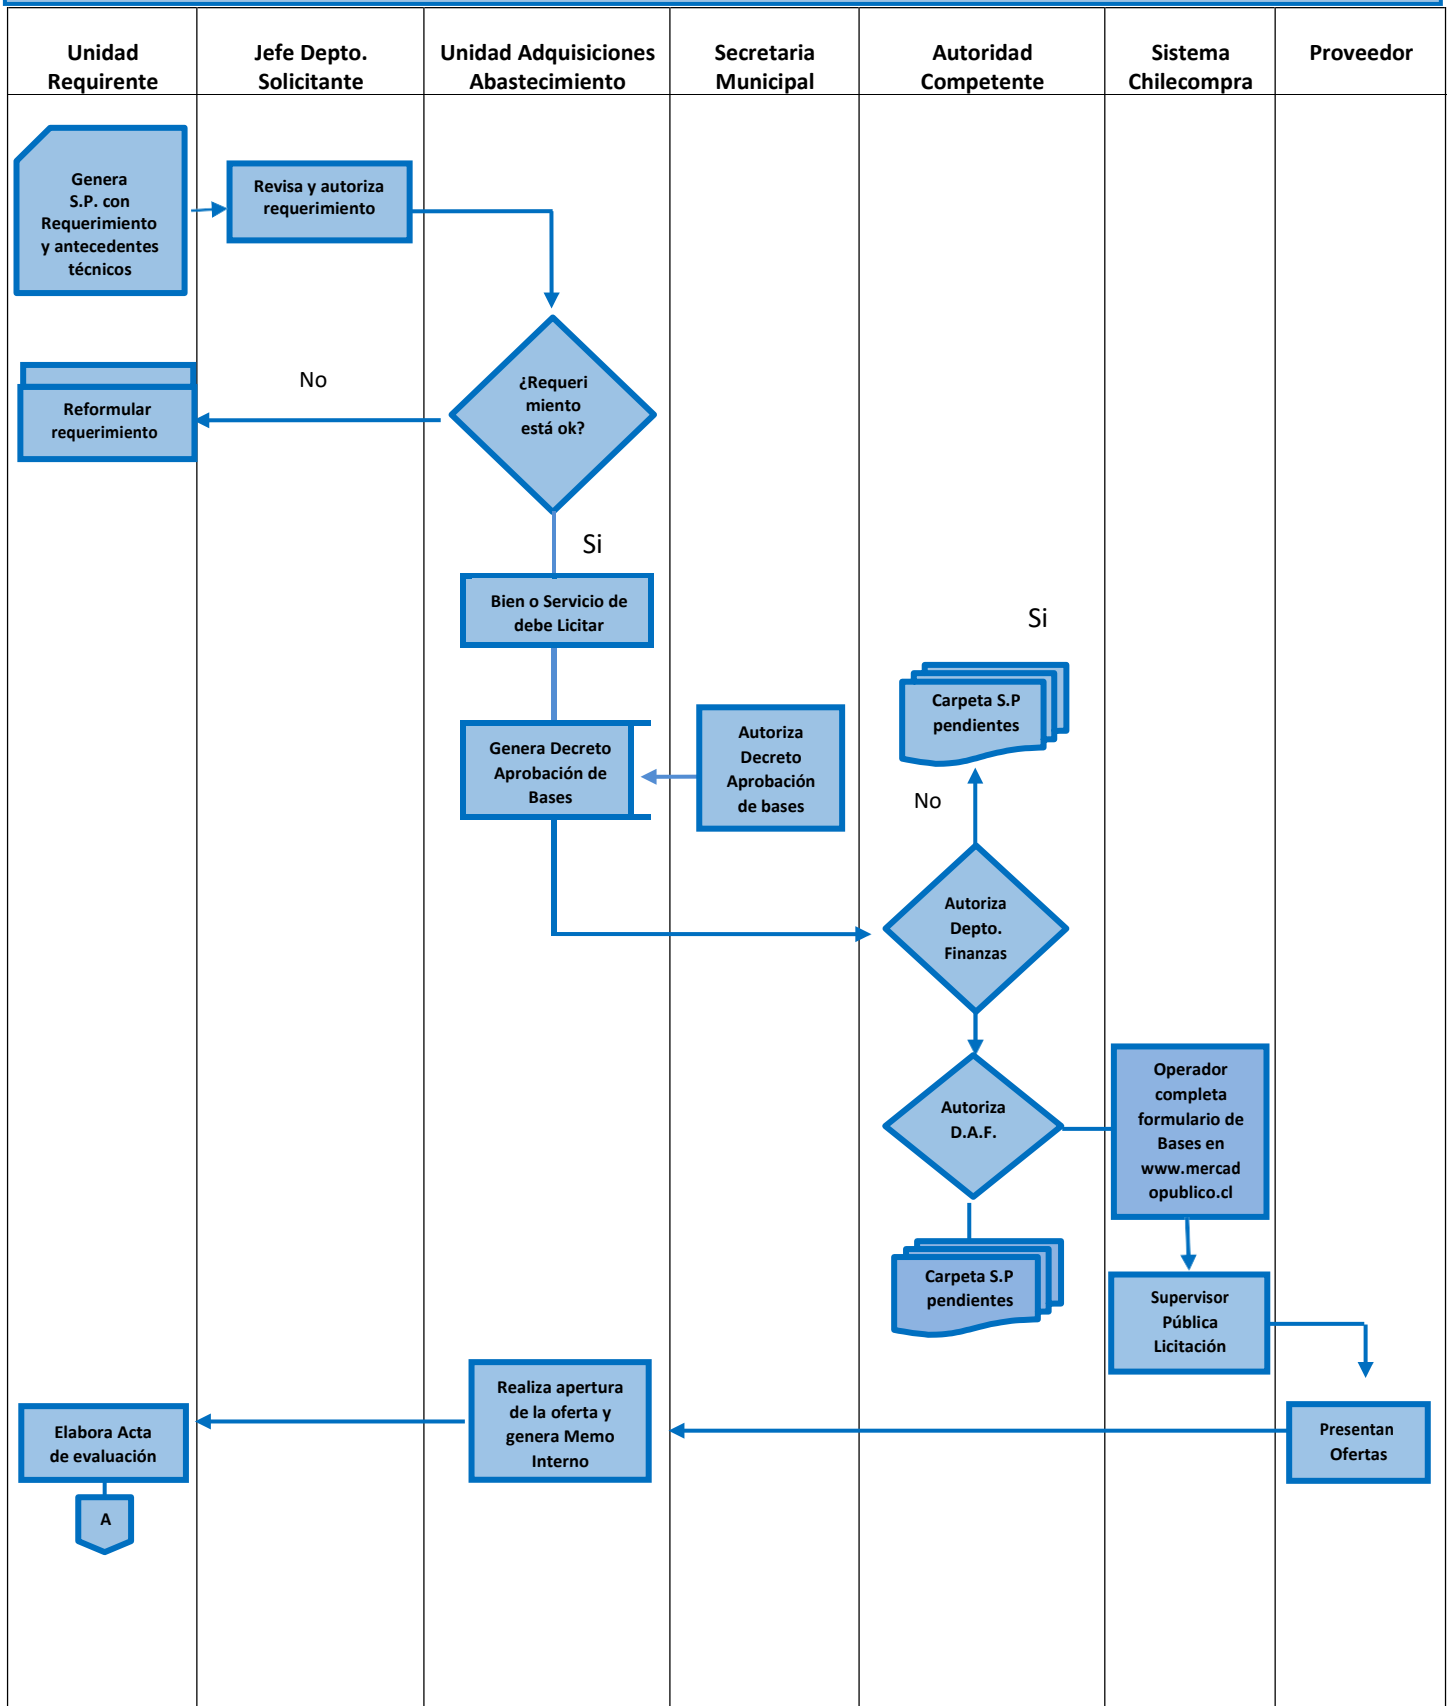 Unidad
Requirente
Jefe Depto.
Solicitante
Unidad Adquisiciones
Abastecimiento
Secretaria
Municipal
Autoridad
Competente
Sistema
Chilecompra
Proveedor
Genera
S.P. con
Requerimiento
y antecedentes
técnicos
Revisa y autoriza
requerimiento
¿Requeri
miento
está ok?
No
Reformular
requerimiento
Si
Bien o Servicio de
debe Licitar
Genera Decreto
Aprobación de
Bases
Autoriza
Decreto
Aprobación
de bases
Si
Carpeta S.P
pendientes
No
Autoriza
Depto.
Finanzas
Autoriza
D.A.F.
Carpeta S.P
pendientes
Operador
completa
formulario de
Bases en
www.mercad
opublico.cl
Supervisor
Pública
Licitación
Presentan
Ofertas
Realiza apertura
de la oferta y
genera Memo
Interno
Elabora Acta
de evaluación
A